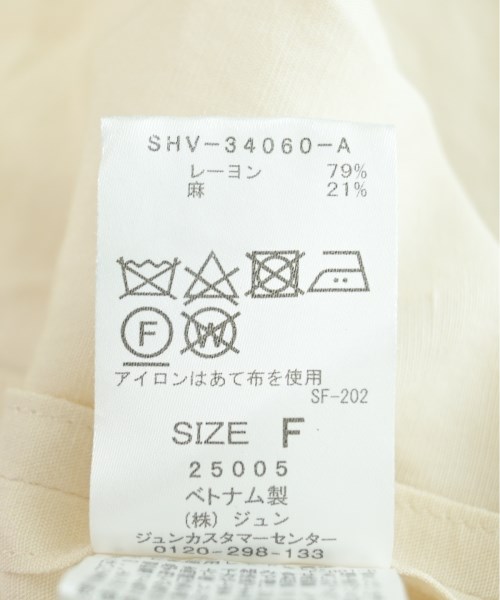 SHV-34060-A
レーヨン 79%
麻 21%
F W
アイロンはあて布を使用
SF-202
SIZE F
25005
ベトナム製
(株) ジュン
ジュンカスタマーセンター
0120-298-133